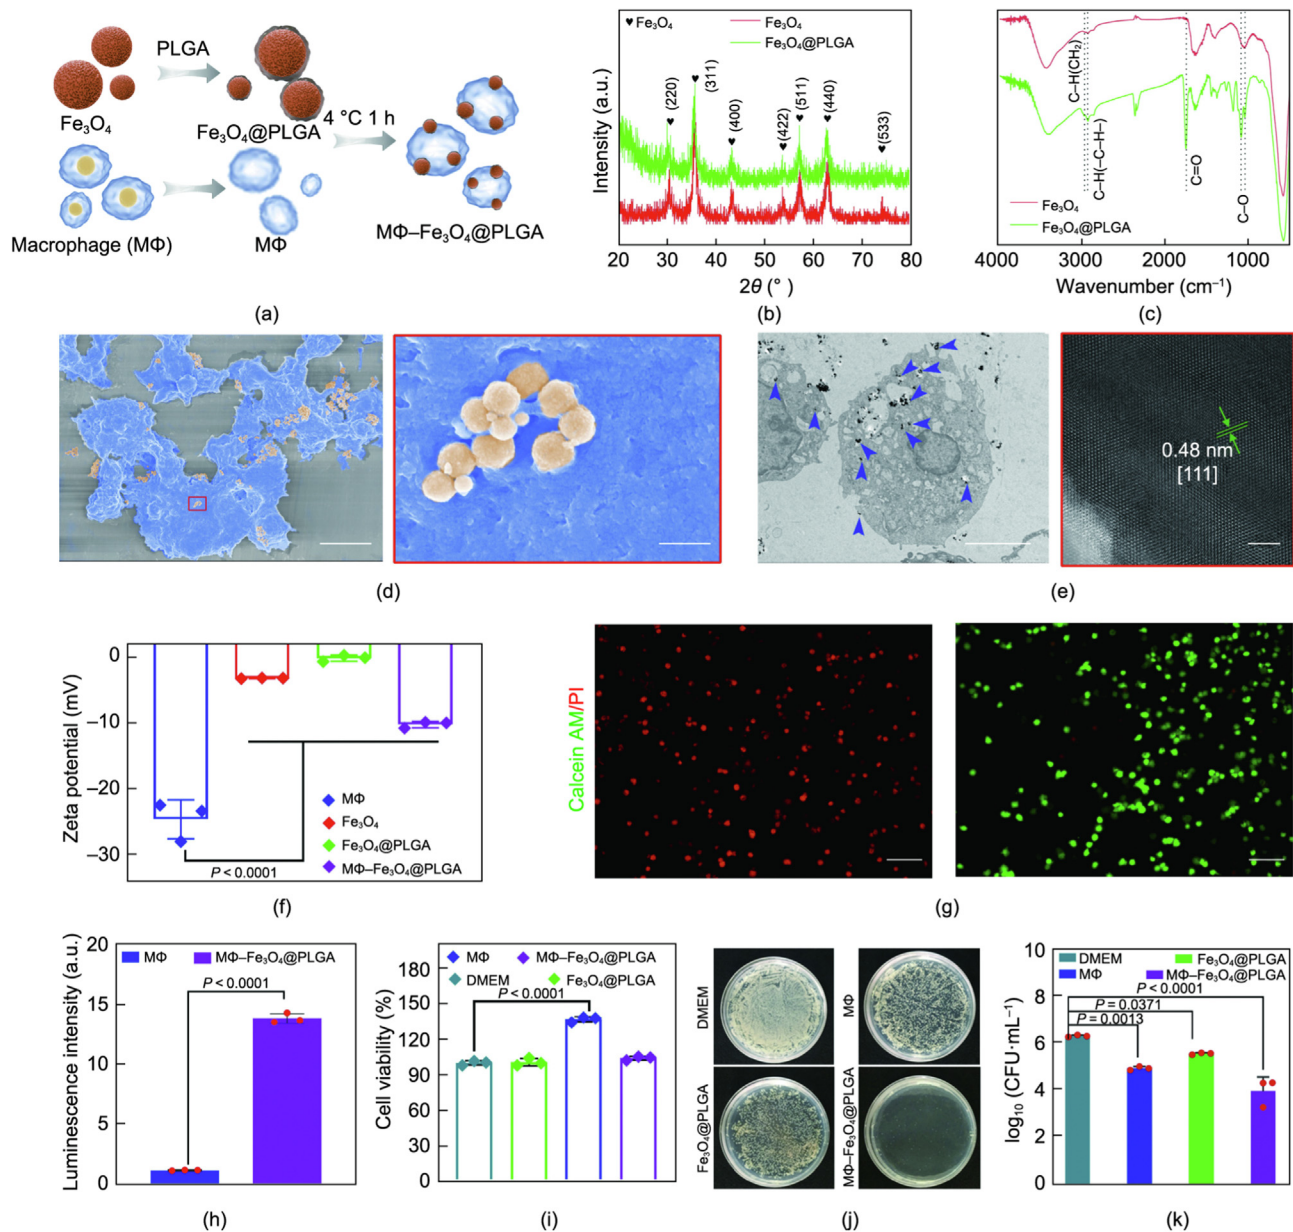 PLGA
Fe₃O₄
Fe₃O₄@PLGA
4 °C 1 h
Macrophage (MΦ)
MΦ
MΦ–Fe₃O₄@PLGA
(a)
♥ Fe₃O₄
Fe₃O₄
Fe₃O₄@PLGA
Intensity (a.u.)
(220)
(311)
(400)
(422)
(511)
(440)
(533)
20 30 40 50 60 70 80
2θ (°)
(b)
C–H(CH₂)
C–H(–C–H–)
C=O
C–O
Fe₃O₄
Fe₃O₄@PLGA
4000 3000 2000 1000
Wavenumber (cm⁻¹)
(c)
(d)
0.48 nm
[111]
(e)
Zeta potential (mV)
0
–10
–20
–30
P < 0.0001
MΦ
Fe₃O₄
Fe₃O₄@PLGA
MΦ–Fe₃O₄@PLGA
(f)
Calcein AM/PI
(g)
Luminescence intensity (a.u.)
20
15
10
5
0
MΦ
MΦ–Fe₃O₄@PLGA
P < 0.0001
(h)
Cell viability (%)
180
150
120
90
60
30
0
MΦ
MΦ–Fe₃O₄@PLGA
DMEM
Fe₃O₄@PLGA
P < 0.0001
(i)
DMEM
MΦ
Fe₃O₄@PLGA
MΦ–Fe₃O₄@PLGA
(j)
log₁₀ (CFU·mL⁻¹)
10
8
6
4
2
0
DMEM
Fe₃O₄@PLGA
MΦ
MΦ–Fe₃O₄@PLGA
P < 0.0001
P = 0.0371
P = 0.0013
(k)